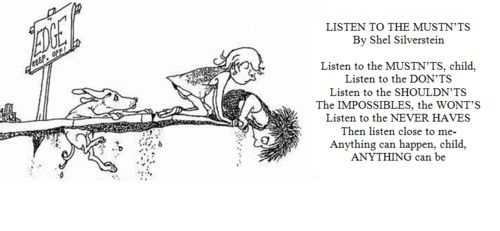 EDGE
KEEP OFF!
LISTEN TO THE MUSTN'TS
By Shel Silverstein
Listen to the MUSTN'TS, child,
Listen to the DON'TS
Listen to the SHOULDN'TS
The IMPOSSIBLES, the WONT'S
Listen to the NEVER HAVES
Then listen close to me-
Anything can happen, child,
ANYTHING can be